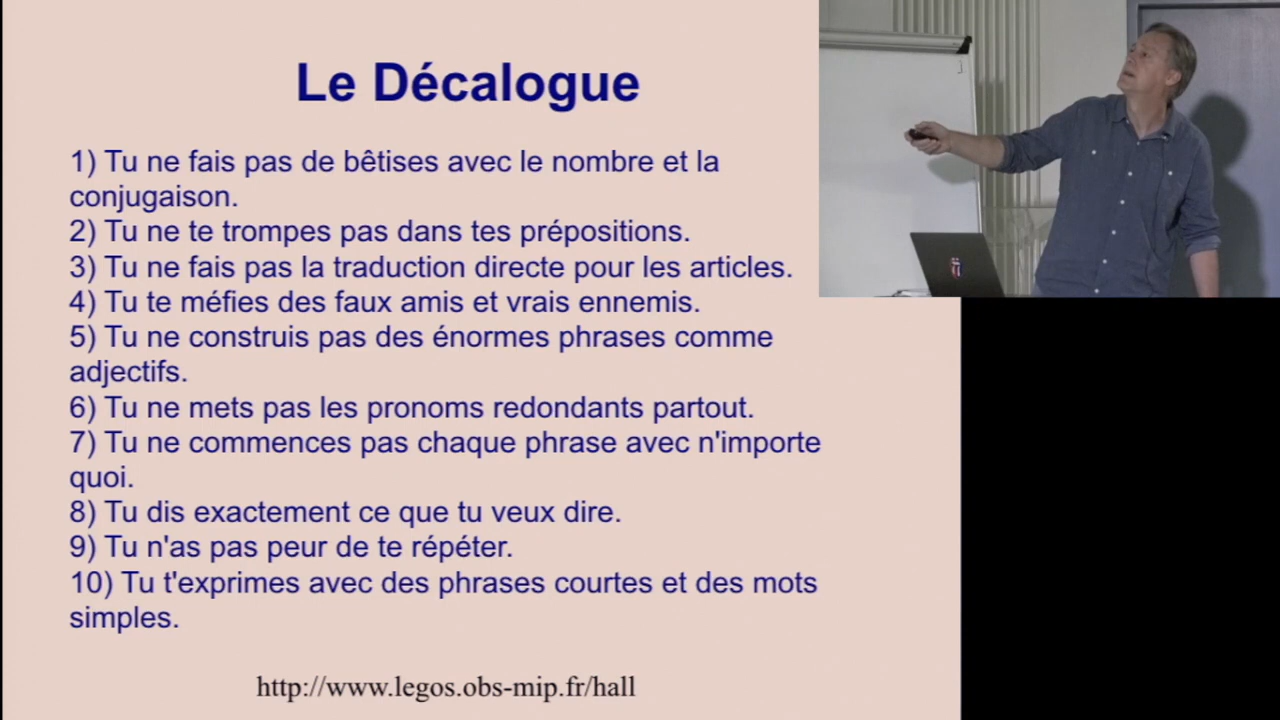 Le Décalogue
1) Tu ne fais pas de bêtises avec le nombre et la
conjugaison.
2) Tu ne te trompes pas dans tes prépositions.
3) Tu ne fais pas la traduction directe pour les articles.
4) Tu te méfies des faux amis et vrais ennemis.
5) Tu ne construis pas des énormes phrases comme
adjectifs.
6) Tu ne mets pas les pronoms redondants partout.
7) Tu ne commences pas chaque phrase avec n'importe
quoi.
8) Tu dis exactement ce que tu veux dire.
9) Tu n'as pas peur de te répéter.
10) Tu t'exprimes avec des phrases courtes et des mots
simples.
http://www.legos.obs-mip.fr/hall